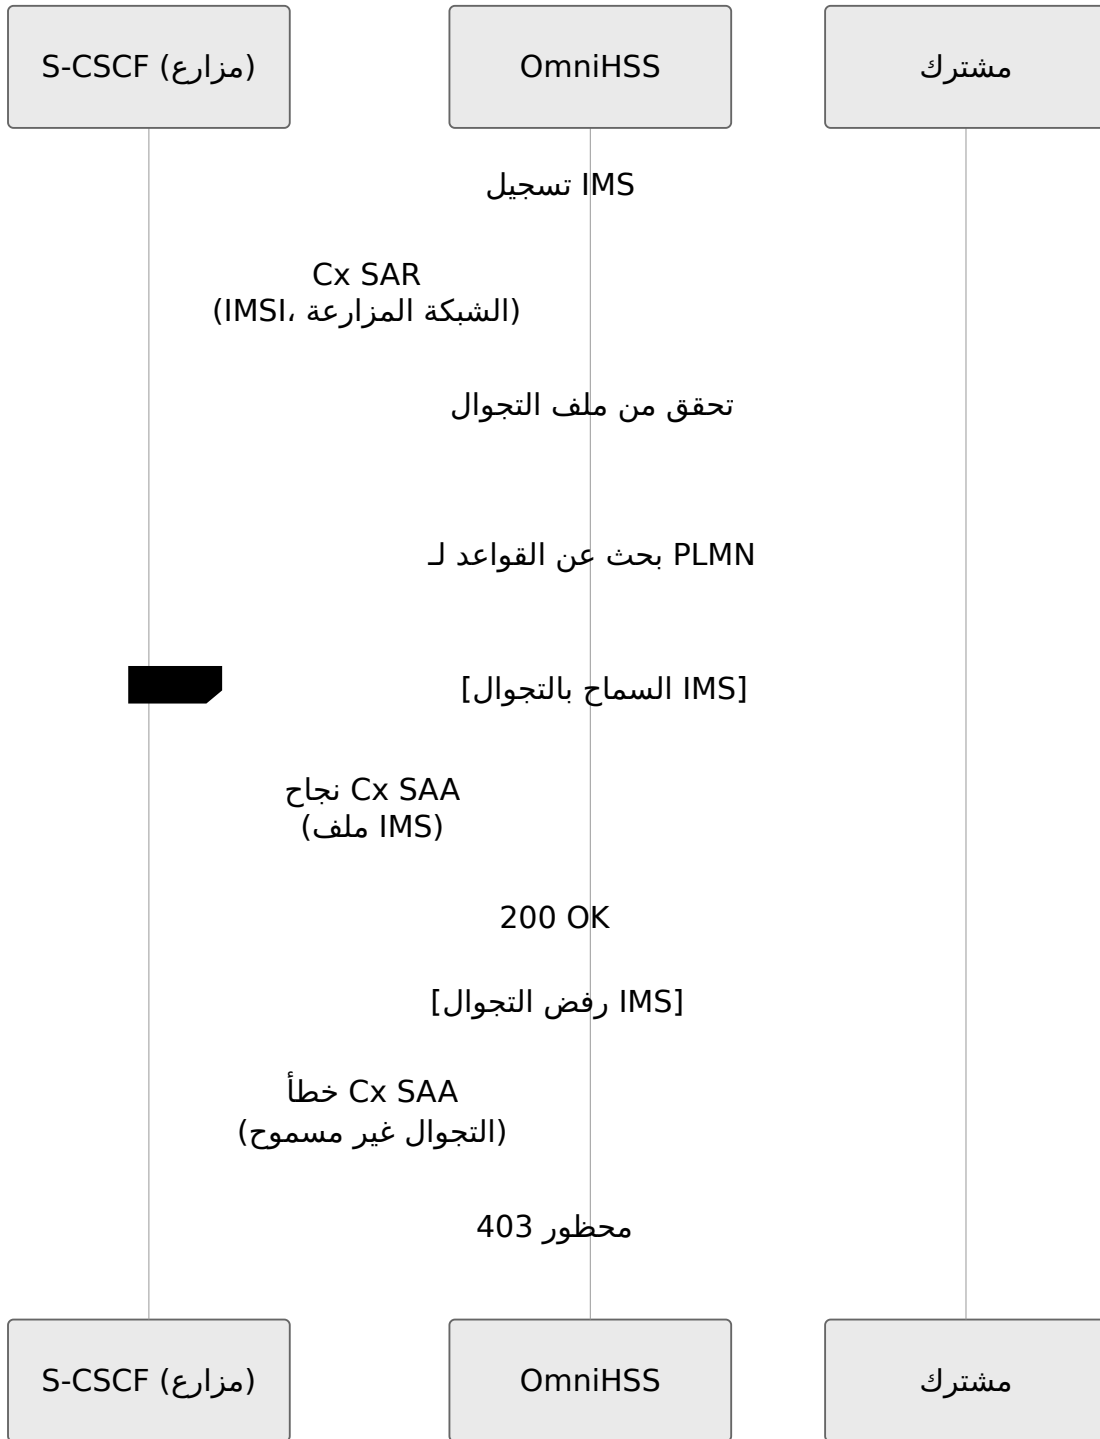 S-CSCF (مزارع)
OmniHSS
مشترك
تسجيل IMS
Cx SAR
(IMSI، الشبكة المزارعة)
تحقق من ملف التجوال
بحث عن القواعد لـ PLMN
[السماح بالتجوال IMS]
Cx SAA نجاح
(ملف IMS)
200 OK
[رفض التجوال IMS]
Cx SAA خطأ
(التجوال غير مسموح)
403 محظور
S-CSCF (مزارع)
OmniHSS
مشترك